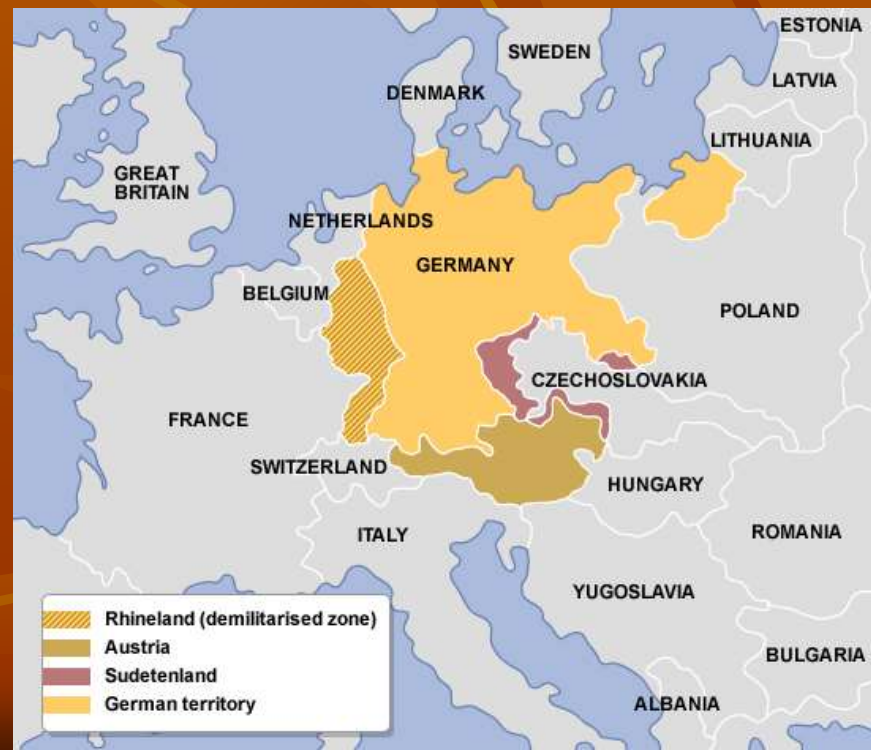 ESTONIA
SWEDEN
LATVIA
DENMARK
LITHUANIA
GREAT
BRITAIN
NETHERLANDS
GERMANY
BELGIUM
POLAND
CZECHOSLOVAKIA
FRANCE
SWITZERLAND
HUNGARY
ITALY
ROMANIA
YUGOSLAVIA
BULGARIA
ALBANIA
Rhineland (demilitarised zone)
Austria
Sudetenland
German territory